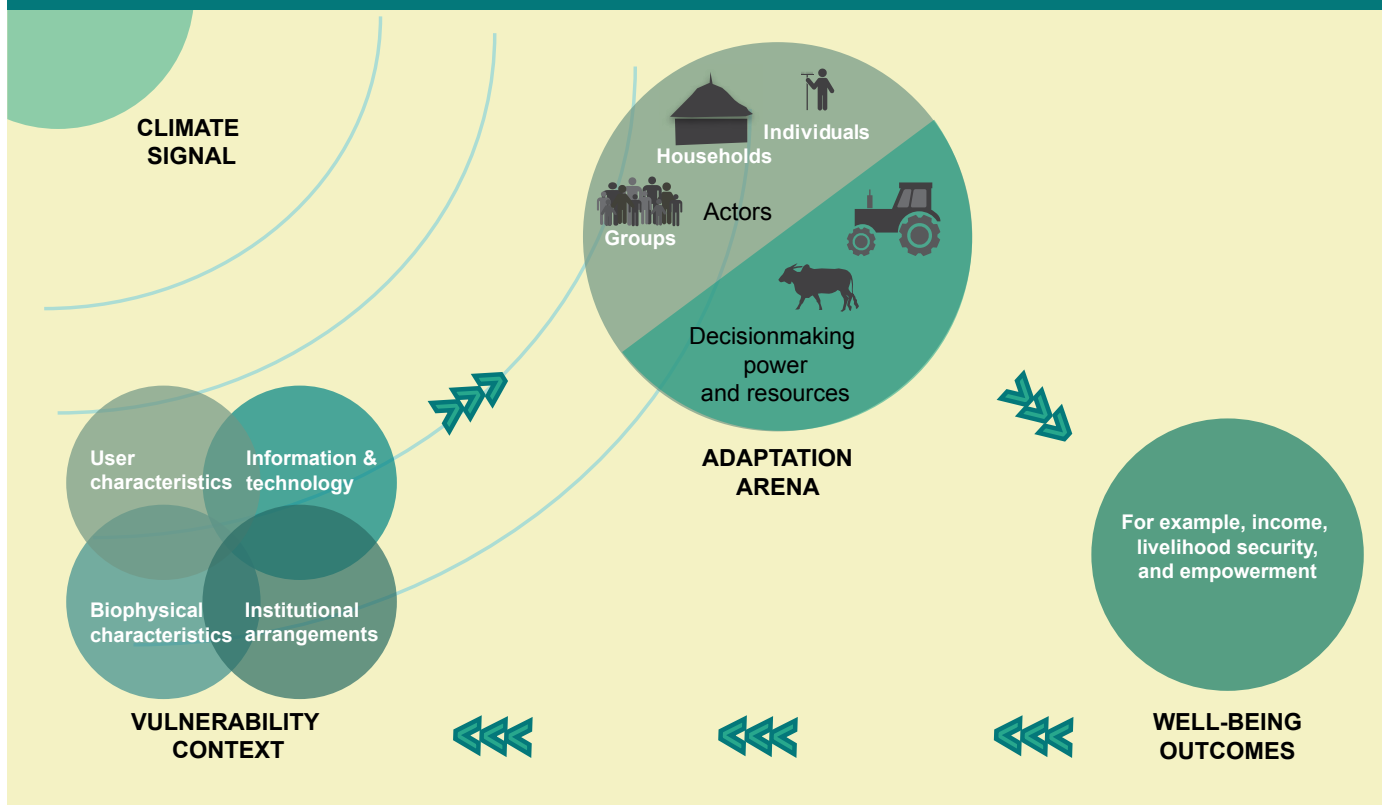 CLIMATE
SIGNAL
Individuals
Households
Groups
Actors
Decisionmaking
power
and resources
ADAPTATION
ARENA
User
characteristics
Information &
technology
Biophysical
characteristics
Institutional
arrangements
VULNERABILITY
CONTEXT
For example, income,
livelihood security,
and empowerment
WELL-BEING
OUTCOMES